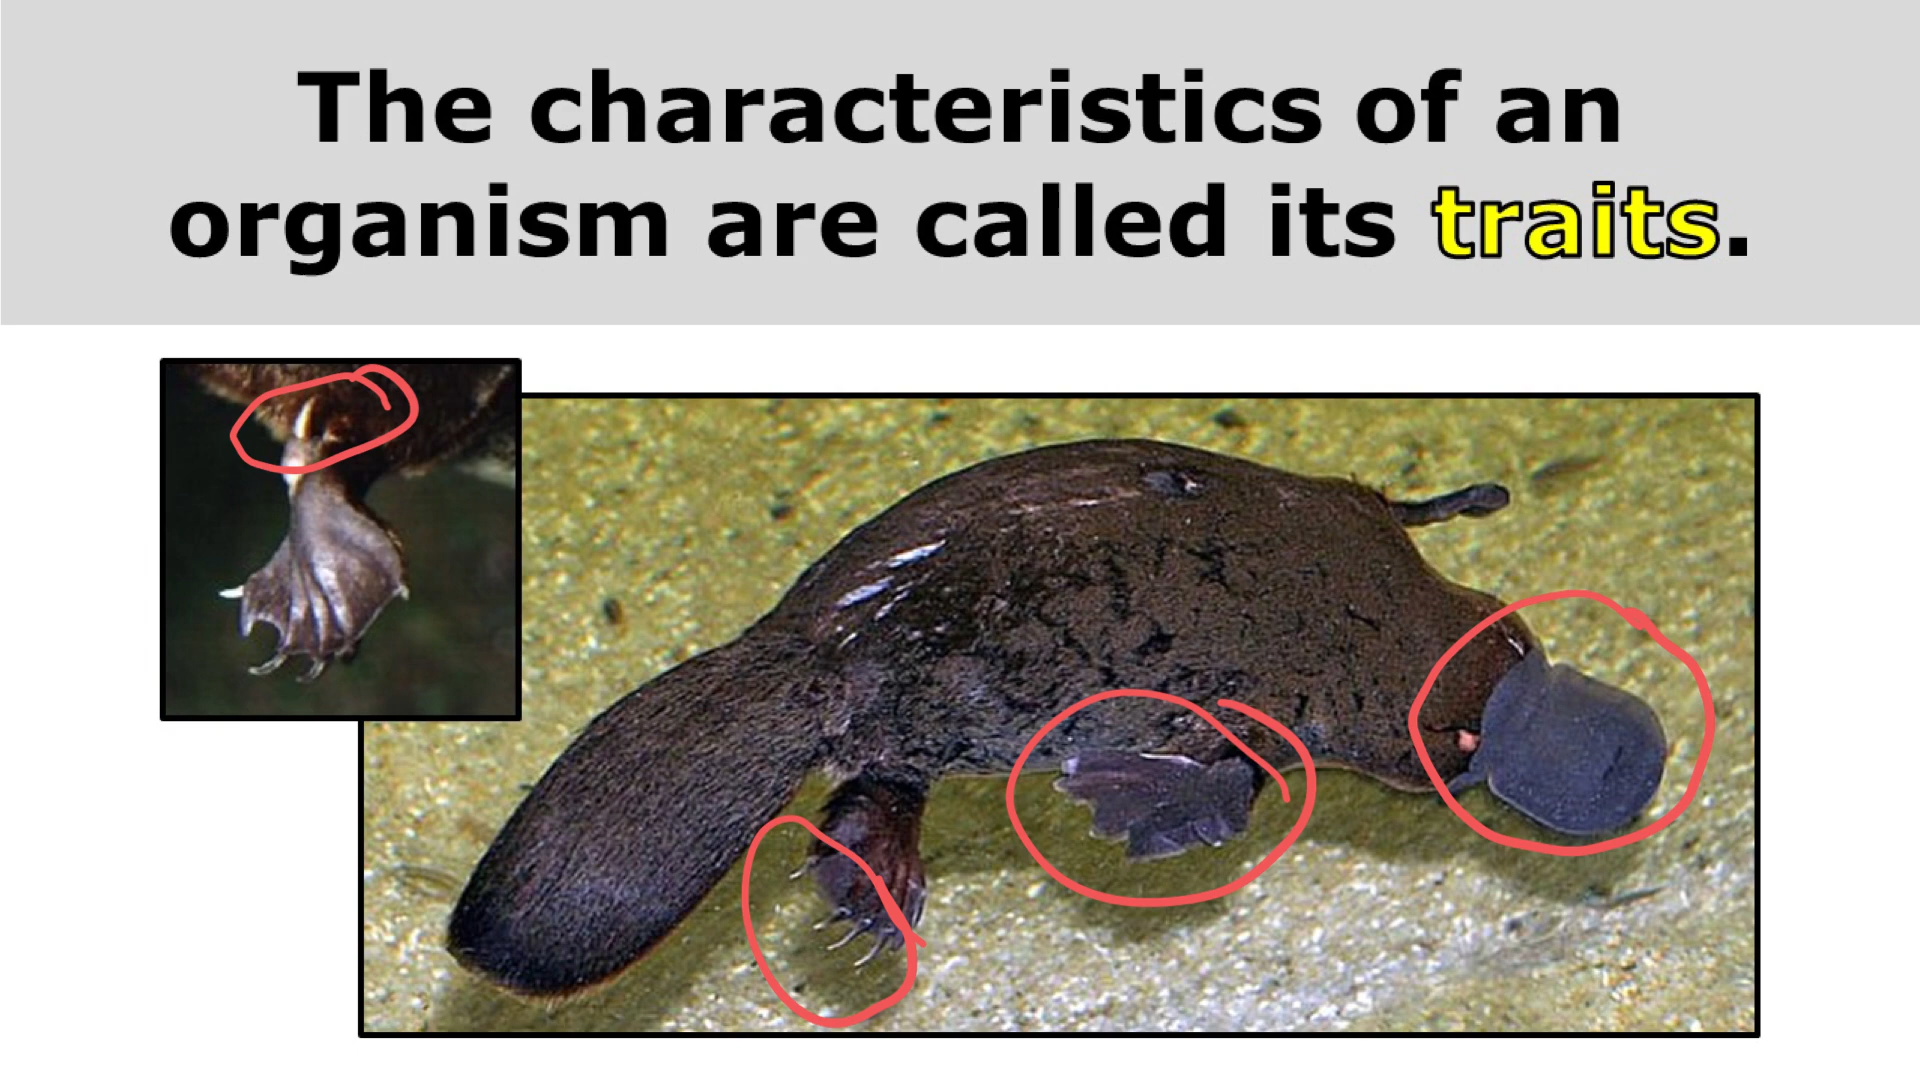 The characteristics of an
organism are called its traits.